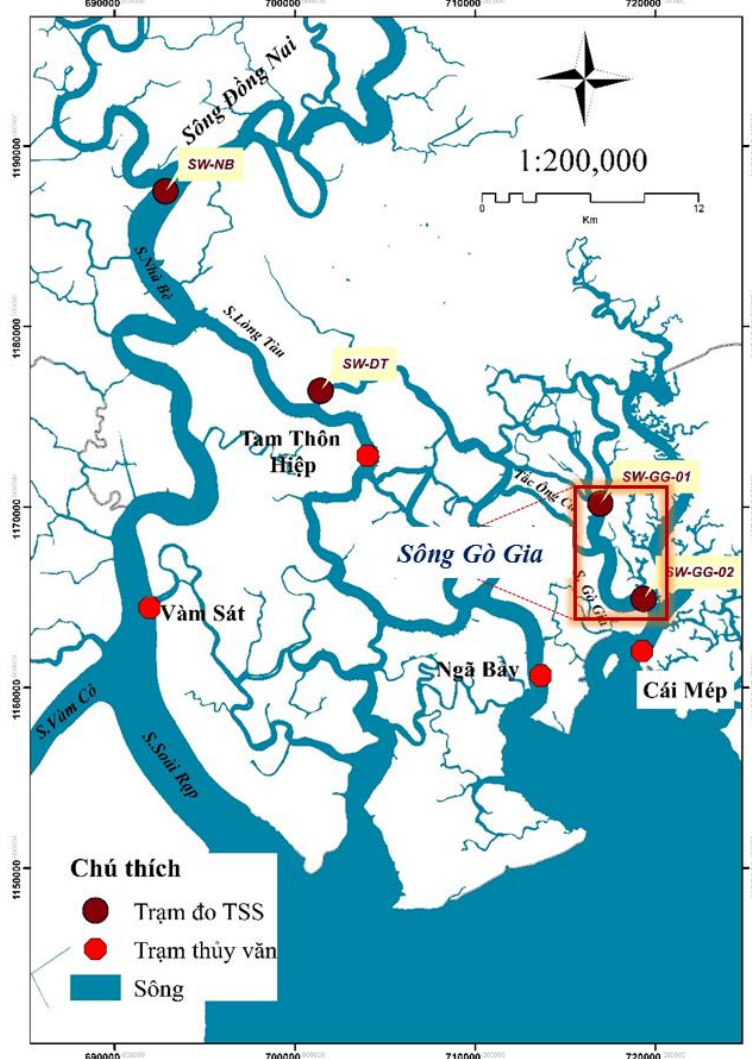 690000
700000
710000
720000
Sông Đồng Nai
SW-NB
1:200,000
0
12
Km
S.Nhà Bè
S.Lòng Tàu
SW-DT
Tam Thôn
Hiệp
Tắc Ông Cu
SW-GG-01
Sông Gò Gia
S. Gò Gia
SW-GG-02
Vàm Sát
Ngã Bảy
Cái Mép
S.Vàm Cỏ
S.Soài Rạp
1190000
1180000
1170000
1160000
1150000
Chú thích
Trạm đo TSS
Trạm thủy văn
Sông
690000
700000
710000
720000